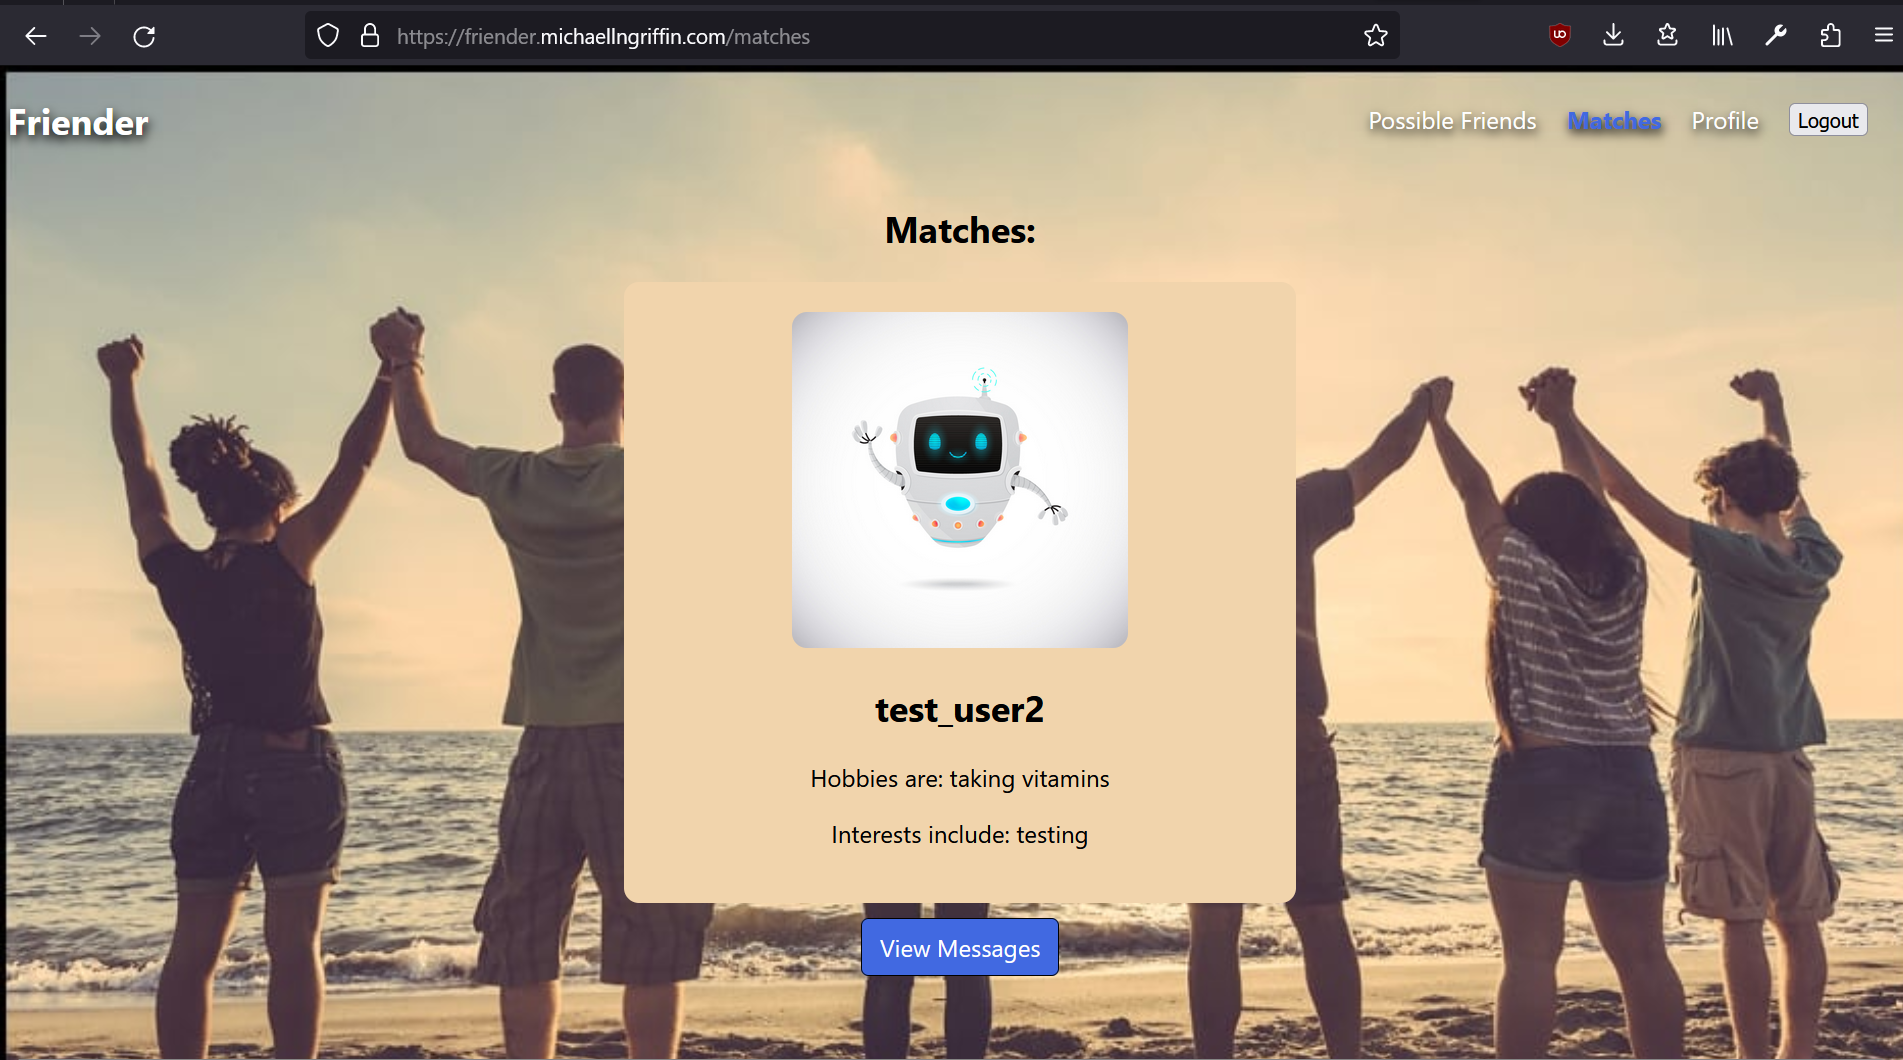 https://friender.michaellngriffin.com/matches
Friender
Possible Friends Matches Profile Logout
Matches:
test_user2
Hobbies are: taking vitamins
Interests include: testing
View Messages